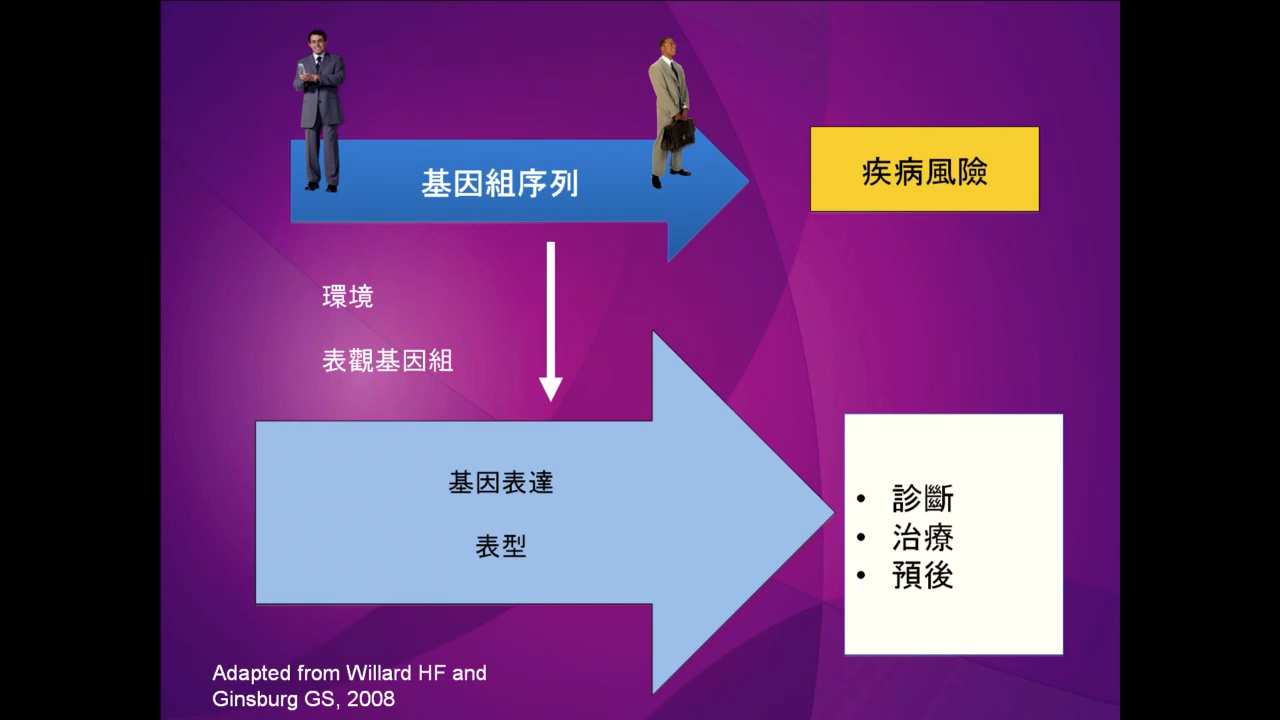 基因組序列
疾病風險
環境
表觀基因組
基因表達
表型
• 診斷
• 治療
• 預後
Adapted from Willard HF and
Ginsburg GS, 2008